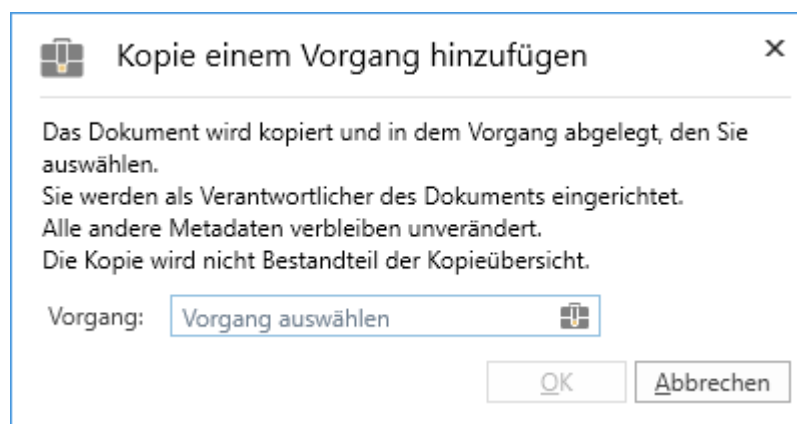 Kopie einem Vorgang hinzufügen
Das Dokument wird kopiert und in dem Vorgang abgelegt, den Sie
auswählen.
Sie werden als Verantwortlicher des Dokuments eingerichtet.
Alle andere Metadaten verbleiben unverändert.
Die Kopie wird nicht Bestandteil der Kopieübersicht.
Vorgang: Vorgang auswählen
OK Abbrechen